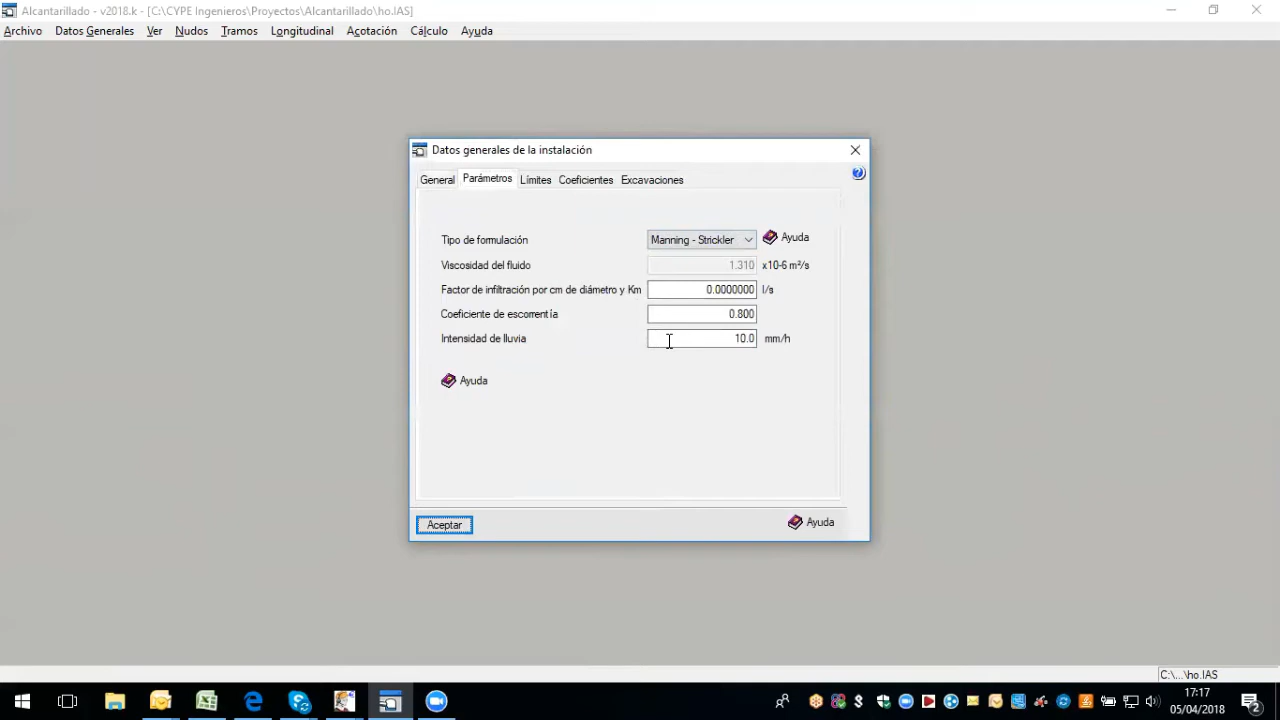 Alcantarillado - v2018.k - [C:\CYPE Ingenieros\Proyectos\Alcantarillado\ho.IAS]
Archivo Datos Generales Ver Nudos Tramos Longitudinal Acotación Cálculo Ayuda
Datos generales de la instalación
General Parámetros Límites Coeficientes Excavaciones
Tipo de formulación Manning - Strickler Ayuda
Viscosidad del fluido 1.310 x10-6 m²/s
Factor de infiltración por cm de diámetro y Km 0.0000000 l/s
Coeficiente de escorrentía 0.800
Intensidad de lluvia 10.0 mm/h
Ayuda
Aceptar Ayuda
C:\...\ho.IAS
17:17
05/04/2018
2